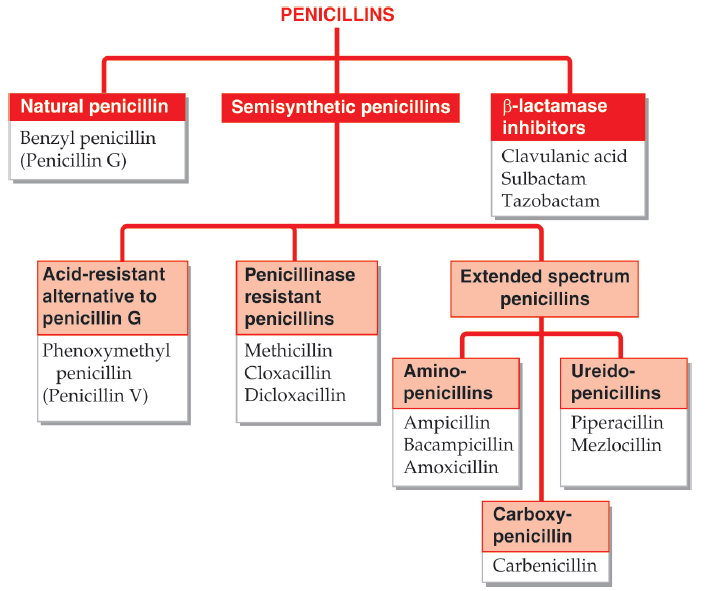 PENICILLINS
Natural penicillin
Benzyl penicillin
(Penicillin G)
Semisynthetic penicillins
β-lactamase
inhibitors
Clavulanic acid
Sulbactam
Tazobactam
Acid-resistant
alternative to
penicillin G
Phenoxymethyl
penicillin
(Penicillin V)
Penicillinase
resistant
penicillins
Methicillin
Cloxacillin
Dicloxacillin
Extended spectrum
penicillins
Amino-
penicillins
Ampicillin
Bacampicillin
Amoxicillin
Ureido-
penicillins
Piperacillin
Mezlocillin
Carboxy-
penicillin
Carbenicillin